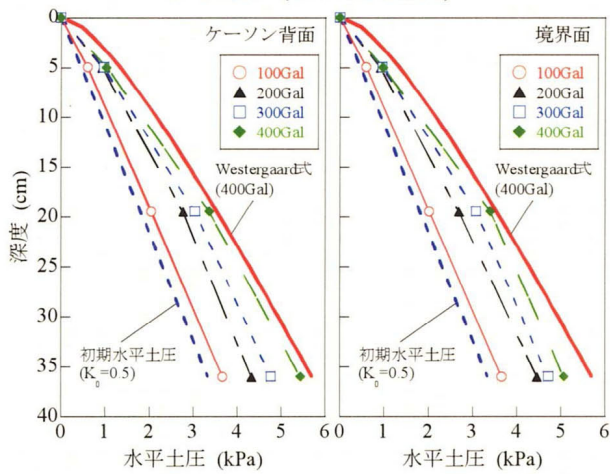 ケーソン背面
100Gal
200Gal
300Gal
400Gal
Westergaard式
(400Gal)
初期水平土圧
(K₀=0.5)
0
5
10
15
20
25
30
35
40
深度 (cm)
0 1 2 3 4 5 6
水平土圧 (kPa)
境界面
100Gal
200Gal
300Gal
400Gal
Westergaard式
(400Gal)
初期水平土圧
(K₀=0.5)
0 1 2 3 4 5 6
水平土圧 (kPa)